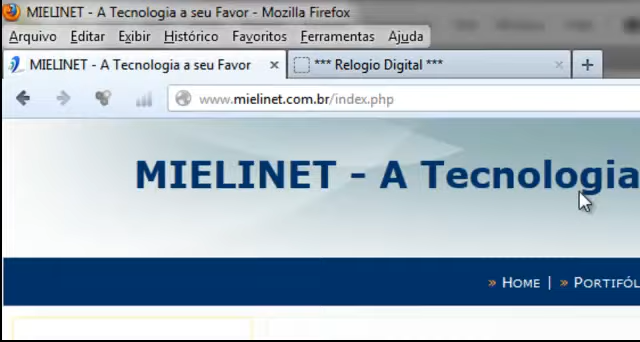 MIELINET - A Tecnologia a seu Favor - Mozilla Firefox
Arquivo Editar Exibir Histórico Favoritos Ferramentas Ajuda
MIELINET - A Tecnologia a seu Favor × *** Relogio Digital *** × +
www.mielinet.com.br/index.php
MIELINET - A Tecnologia
» HOME | » PORTIFÓL